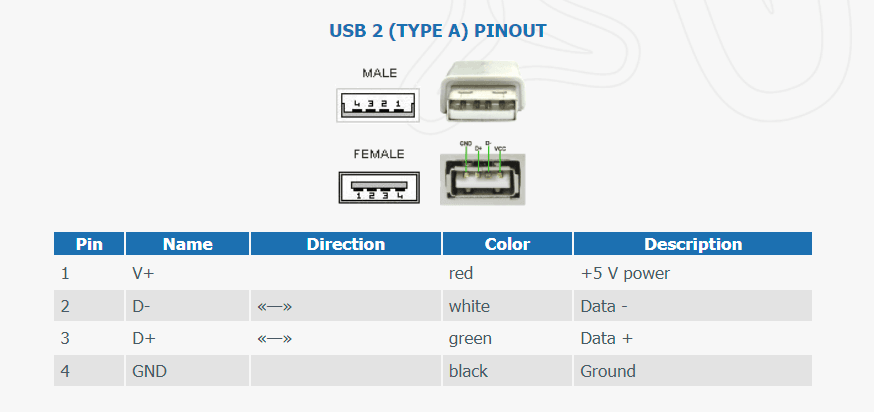 USB 2 (TYPE A) PINOUT
MALE
4 3 2 1
FEMALE
GND D+ D- VCC
1 2 3 4
Pin Name Direction Color Description
1 V+ red +5 V power
2 D- «—» white Data -
3 D+ «—» green Data +
4 GND black Ground